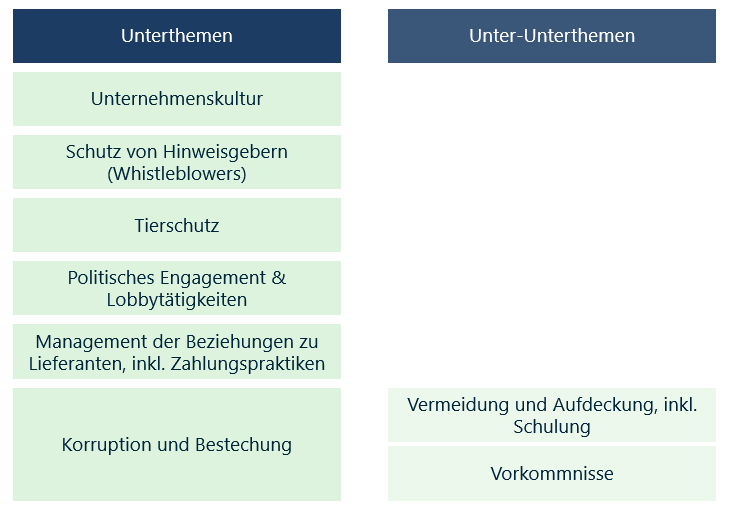 Unterthemen
Unter-Unterthemen
Unternehmenskultur
Schutz von Hinweisgebern
(Whistleblowers)
Tierschutz
Politisches Engagement &
Lobbytätigkeiten
Management der Beziehungen zu
Lieferanten, inkl. Zahlungspraktiken
Korruption und Bestechung
Vermeidung und Aufdeckung, inkl.
Schulung
Vorkommnisse